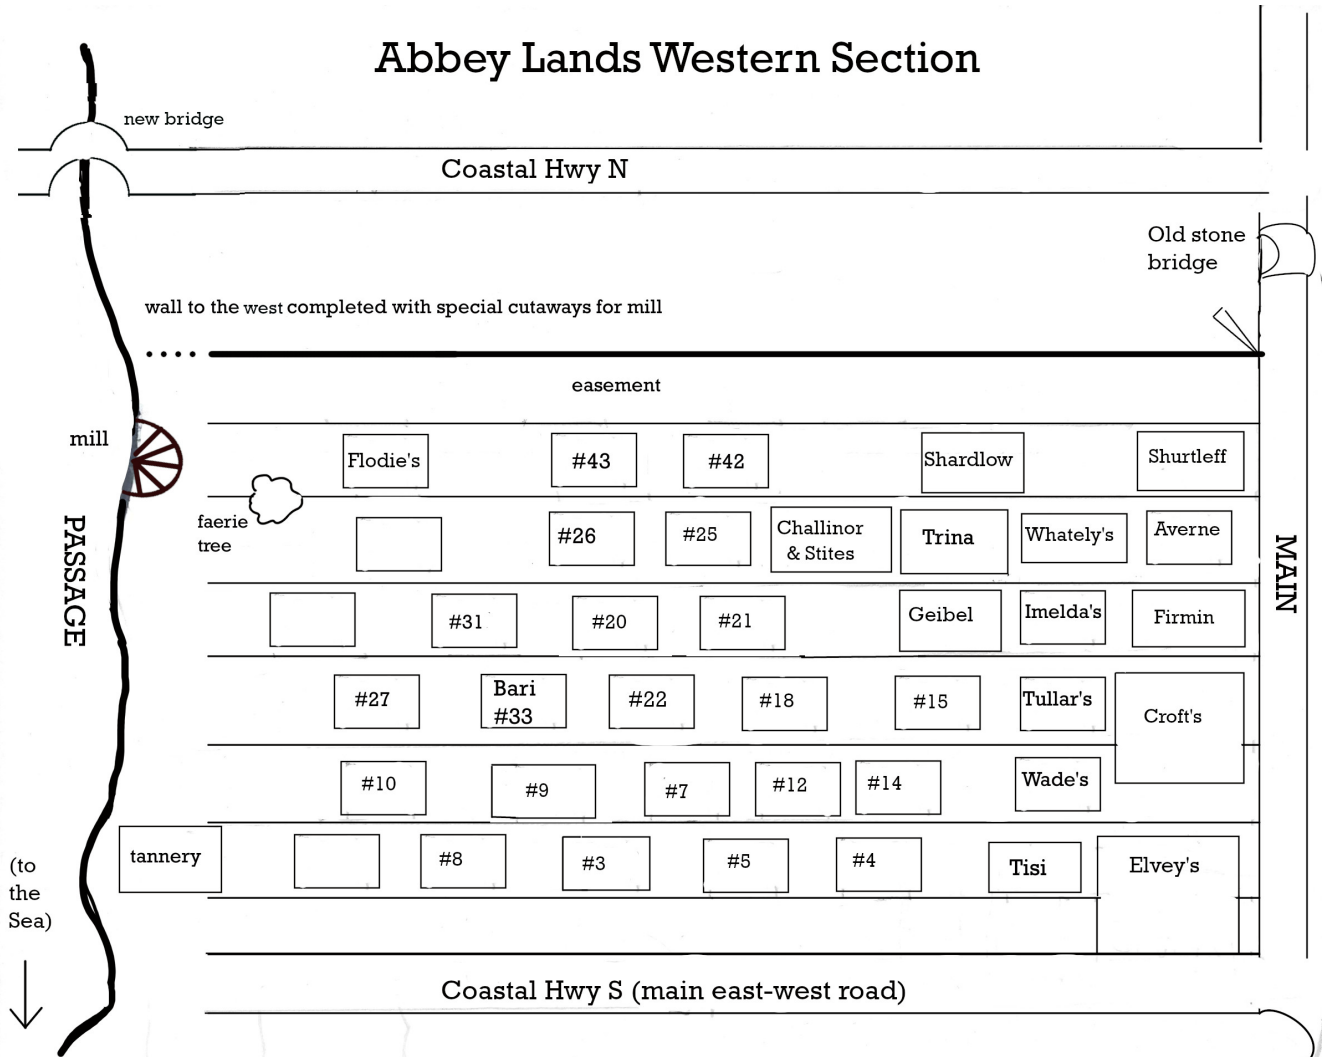 Abbey Lands Western Section
new bridge
Coastal Hwy N
Old stone
bridge
wall to the west completed with special cutaways for mill
easement
mill
Flodie's
#43
#42
Shardlow
Shurtleff
faerie
tree
#26
#25
Challinor
& Stites
Trina
Whately's
Averne
PASSAGE
MAIN
#31
#20
#21
Geibel
Imelda's
Firmin
#27
Bari
#33
#22
#18
#15
Tullar's
Croft's
#10
#9
#7
#12
#14
Wade's
tannery
#8
#3
#5
#4
Tisi
Elvey's
(to
the
Sea)
Coastal Hwy S (main east-west road)